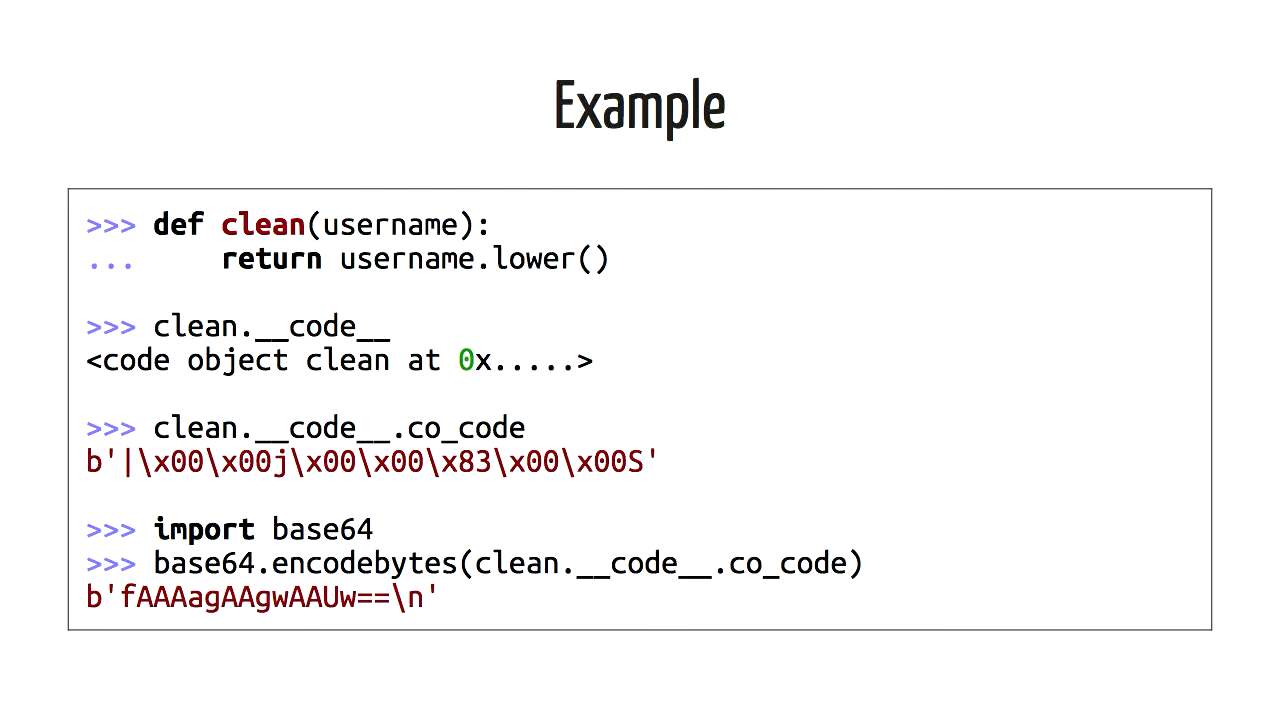 Example
>>> def clean(username):
...     return username.lower()
>>> clean.__code__
<code object clean at 0x.....>
>>> clean.__code__.co_code
b'|\x00\x00j\x00\x00\x83\x00\x00S'
>>> import base64
>>> base64.encodebytes(clean.__code__.co_code)
b'fAAAagAAgwAAUw==\n'